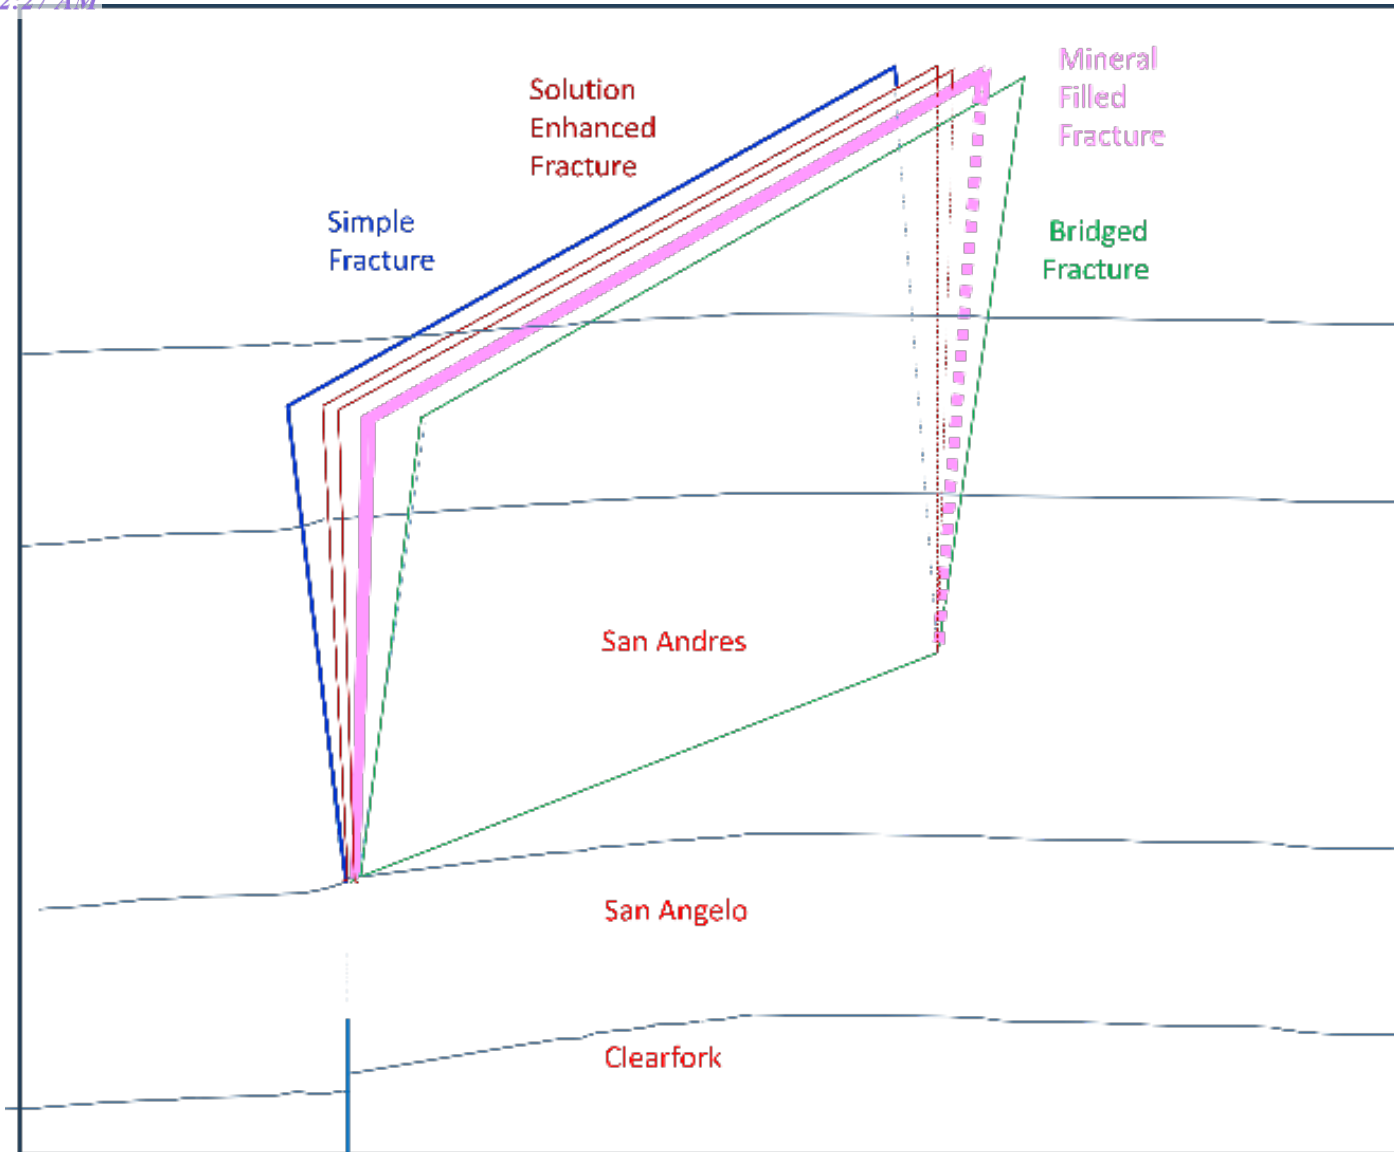 Solution
Enhanced
Fracture
Mineral
Filled
Fracture
Simple
Fracture
Bridged
Fracture
San Andres
San Angelo
Clearfork